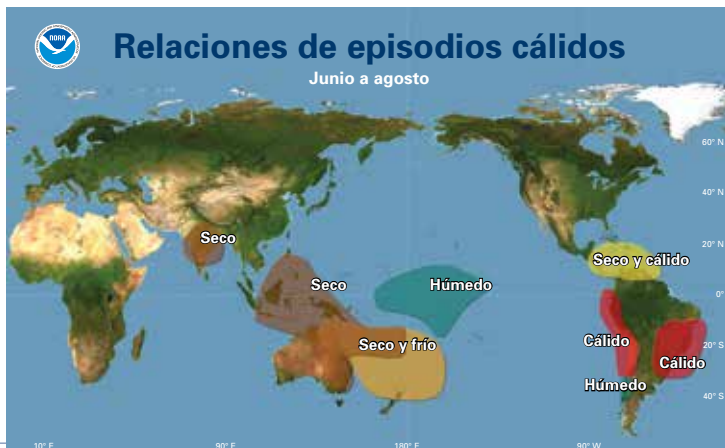 NOAA
Relaciones de episodios cálidos
Junio a agosto
60° N
40° N
Seco
20° N
Seco y cálido
Seco
Húmedo
0°
Seco y frío
Cálido
20° S
Cálido
Húmedo
40° S
10° E
90° E
180° E
90° W